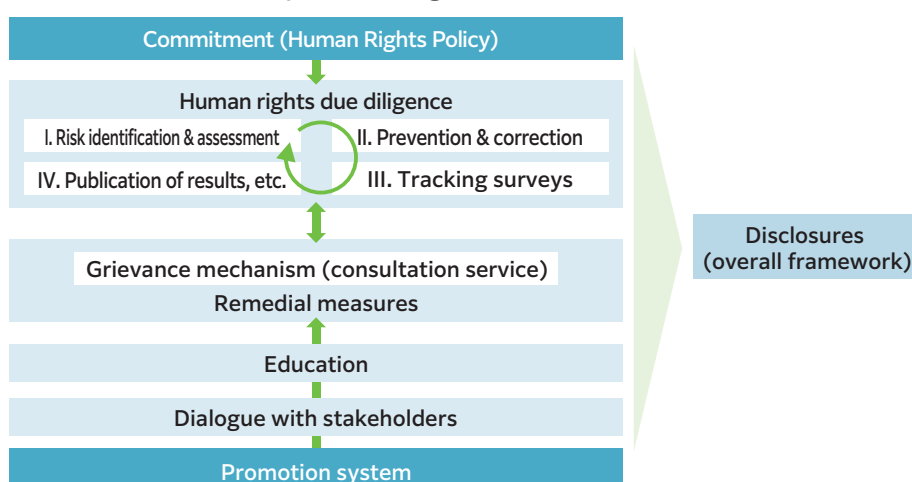 Commitment (Human Rights Policy)
Human rights due diligence
I. Risk identification & assessment
II. Prevention & correction
IV. Publication of results, etc.
III. Tracking surveys
Grievance mechanism (consultation service)
Remedial measures
Education
Dialogue with stakeholders
Promotion system
Disclosures
(overall framework)